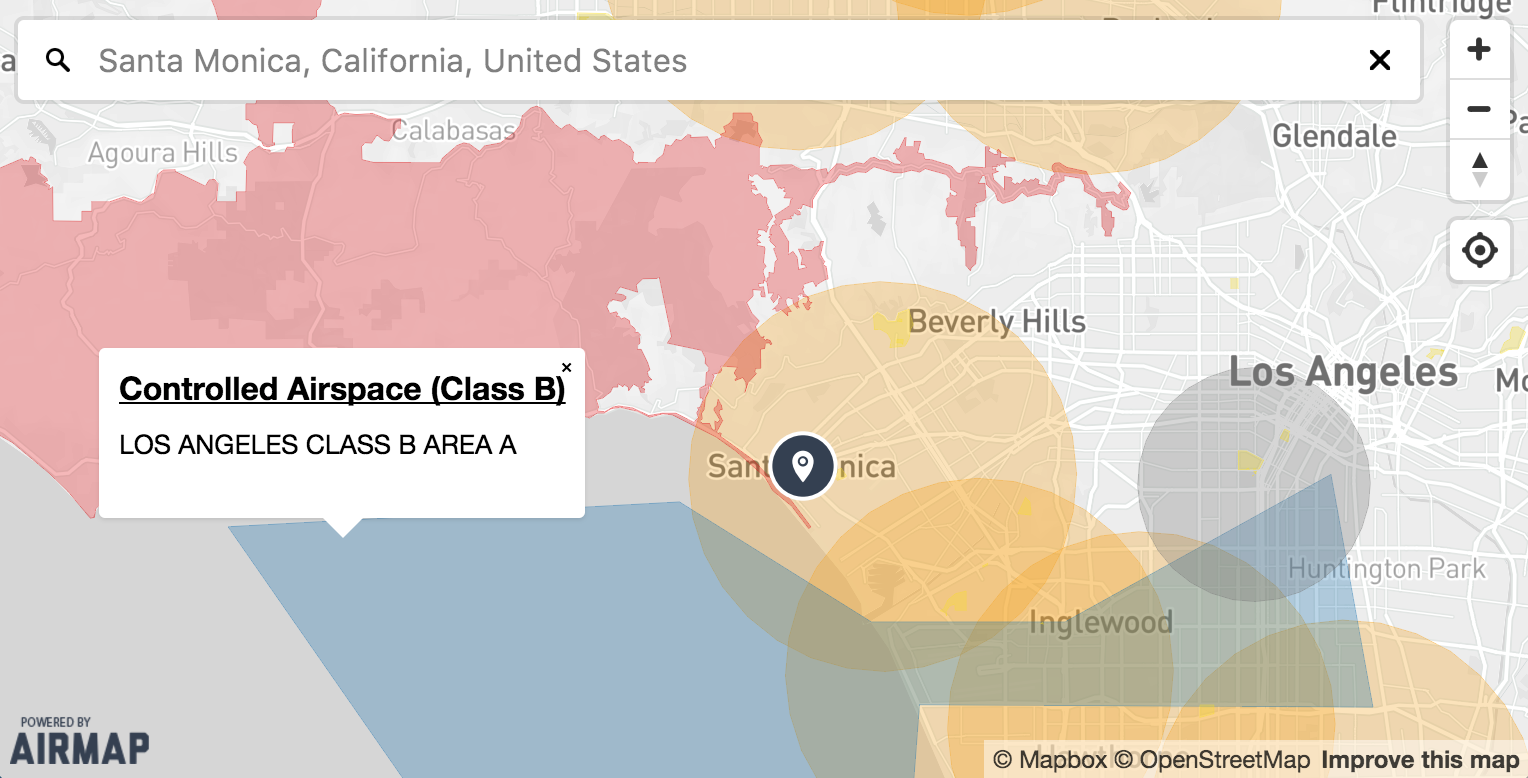 Flintridge
Santa Monica, California, United States
Calabasas
Agoura Hills
Glendale
Beverly Hills
Los Angeles
Controlled Airspace (Class B)
LOS ANGELES CLASS B AREA A
Sant nica
Huntington Park
Inglewood
POWERED BY
AIRMAP
© Mapbox © OpenStreetMap Improve this map